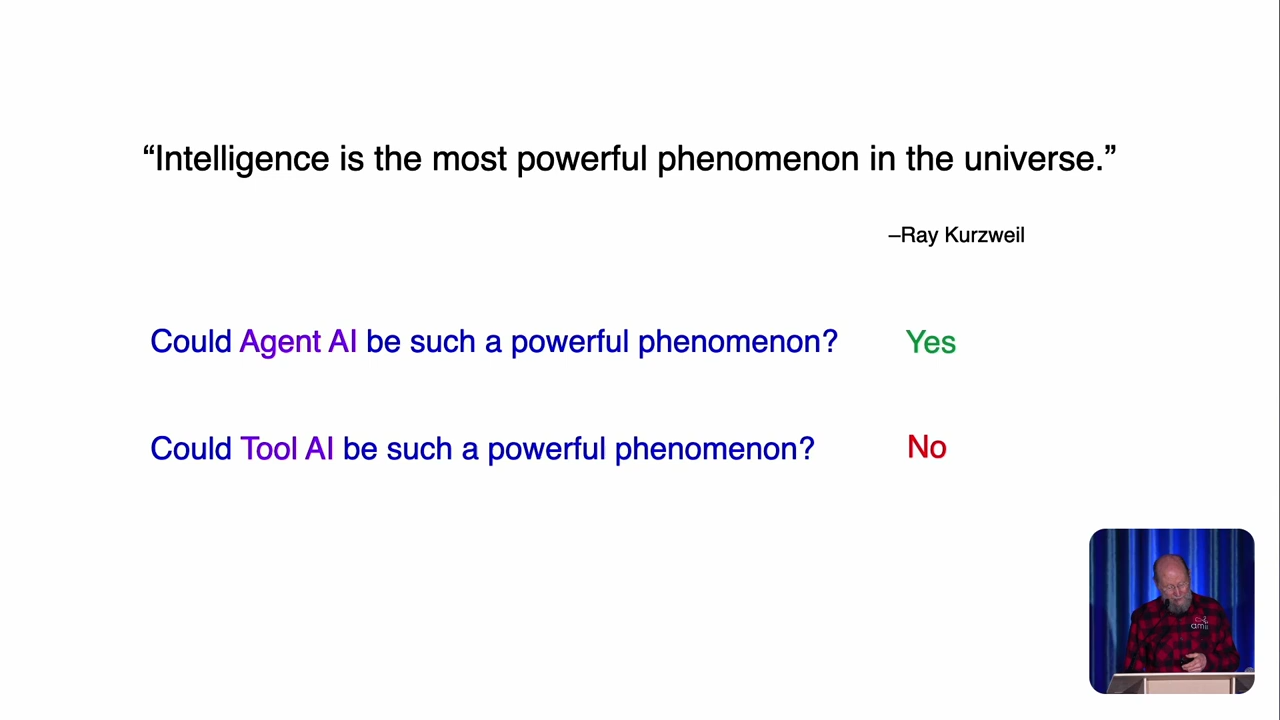 “Intelligence is the most powerful phenomenon in the universe.”
–Ray Kurzweil
Could Agent AI be such a powerful phenomenon? Yes
Could Tool AI be such a powerful phenomenon? No
amii